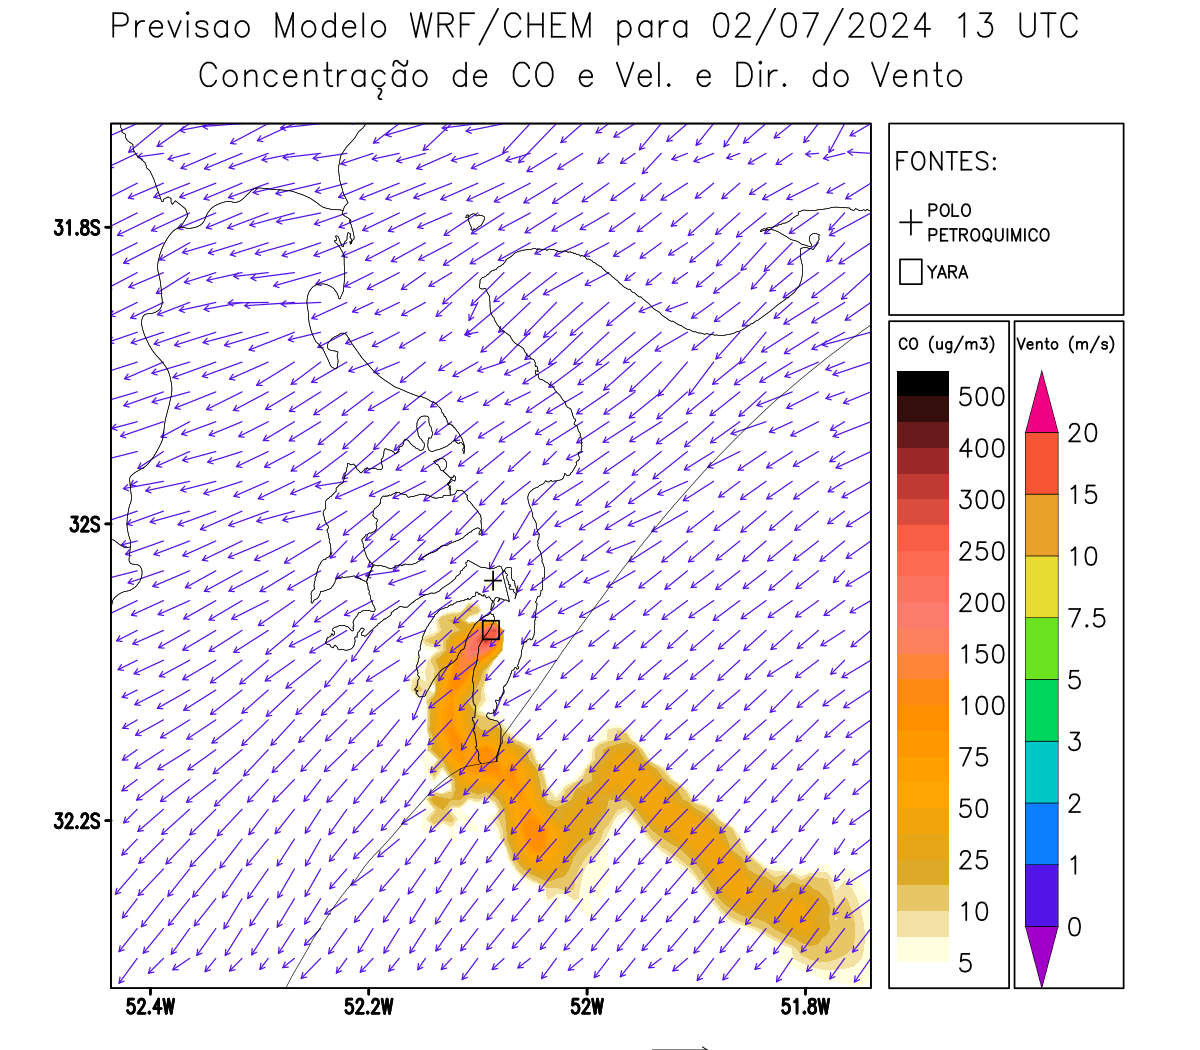 Previsao Modelo WRF/CHEM para 02/07/2024 13 UTC
Concentração de CO e Vel. e Dir. do Vento
FONTES:
POLO
PETROQUIMICO
YARA
CO (ug/m3)
500
400
300
250
200
150
100
75
50
25
10
5
Vento (m/s)
20
15
10
7.5
5
3
2
1
0
31.8S
32S
32.2S
52.4W
52.2W
52W
51.8W